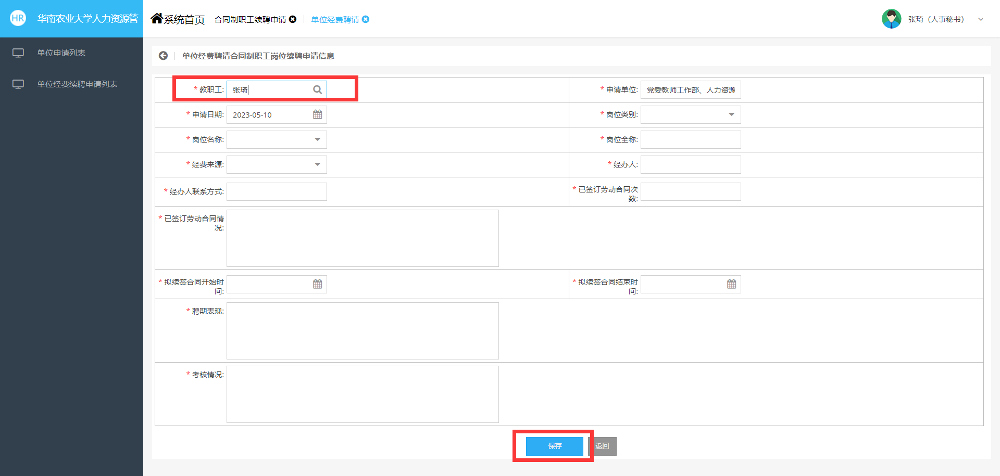 HR 华南农业大学人力资源管
系统首页 合同制职工续聘申请 单位经费聘请
张琦（人事秘书）
单位申请列表
单位经费续聘申请列表
单位经费聘请合同制职工岗位续聘申请信息
* 教职工: 张琦
* 申请单位: 党委教师工作部、人力资源
* 申请日期: 2023-05-10
* 岗位类别:
* 岗位名称:
* 岗位全称:
* 经费来源:
* 经办人:
* 经办人联系方式:
* 已签订劳动合同次
数:
* 已签订劳动合同情
况:
* 拟续签合同开始时
间:
* 拟续签合同结束时
间:
* 聘期表现:
* 考核情况:
保存
返回